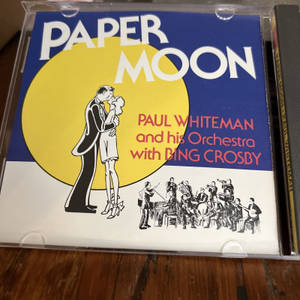 PAPER
MOON
PAUL WHITEMAN
and his Orchestra
with BING CROSBY